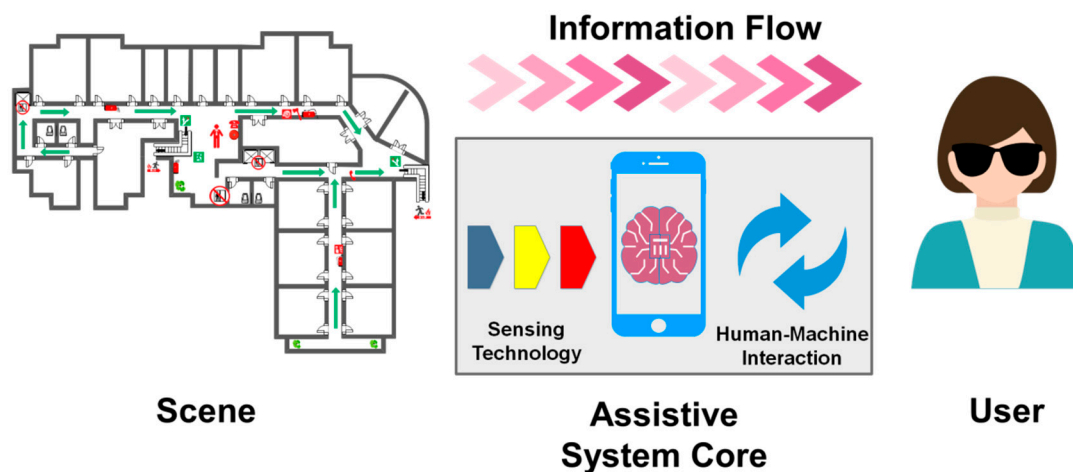 Information Flow
Sensing
Technology
Human-Machine
Interaction
Scene
Assistive
System Core
User